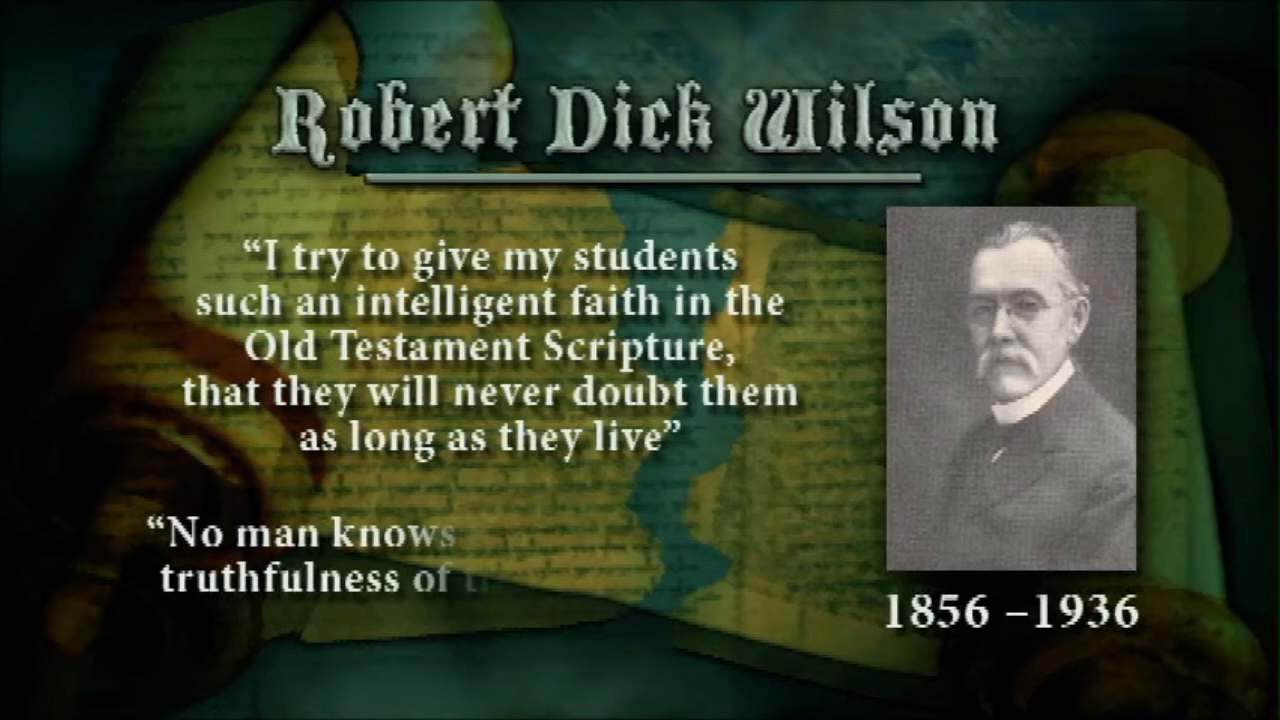 Robert Dick Wilson
“I try to give my students
such an intelligent faith in the
Old Testament Scripture,
that they will never doubt them
as long as they live”
“No man knows
truthfulness of
1856 –1936